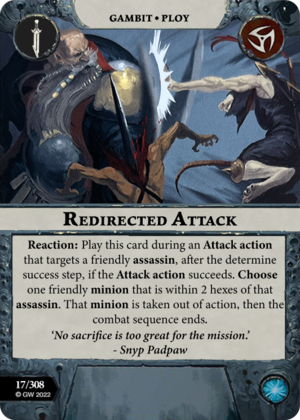 GAMBIT • PLOY
REDIRECTED ATTACK
Reaction: Play this card during an Attack action
that targets a friendly assassin, after the determine
success step, if the Attack action succeeds. Choose
one friendly minion that is within 2 hexes of that
assassin. That minion is taken out of action, then the
combat sequence ends.
'No sacrifice is too great for the mission.'
- Snyp Padpaw
17/308
© GW 2022